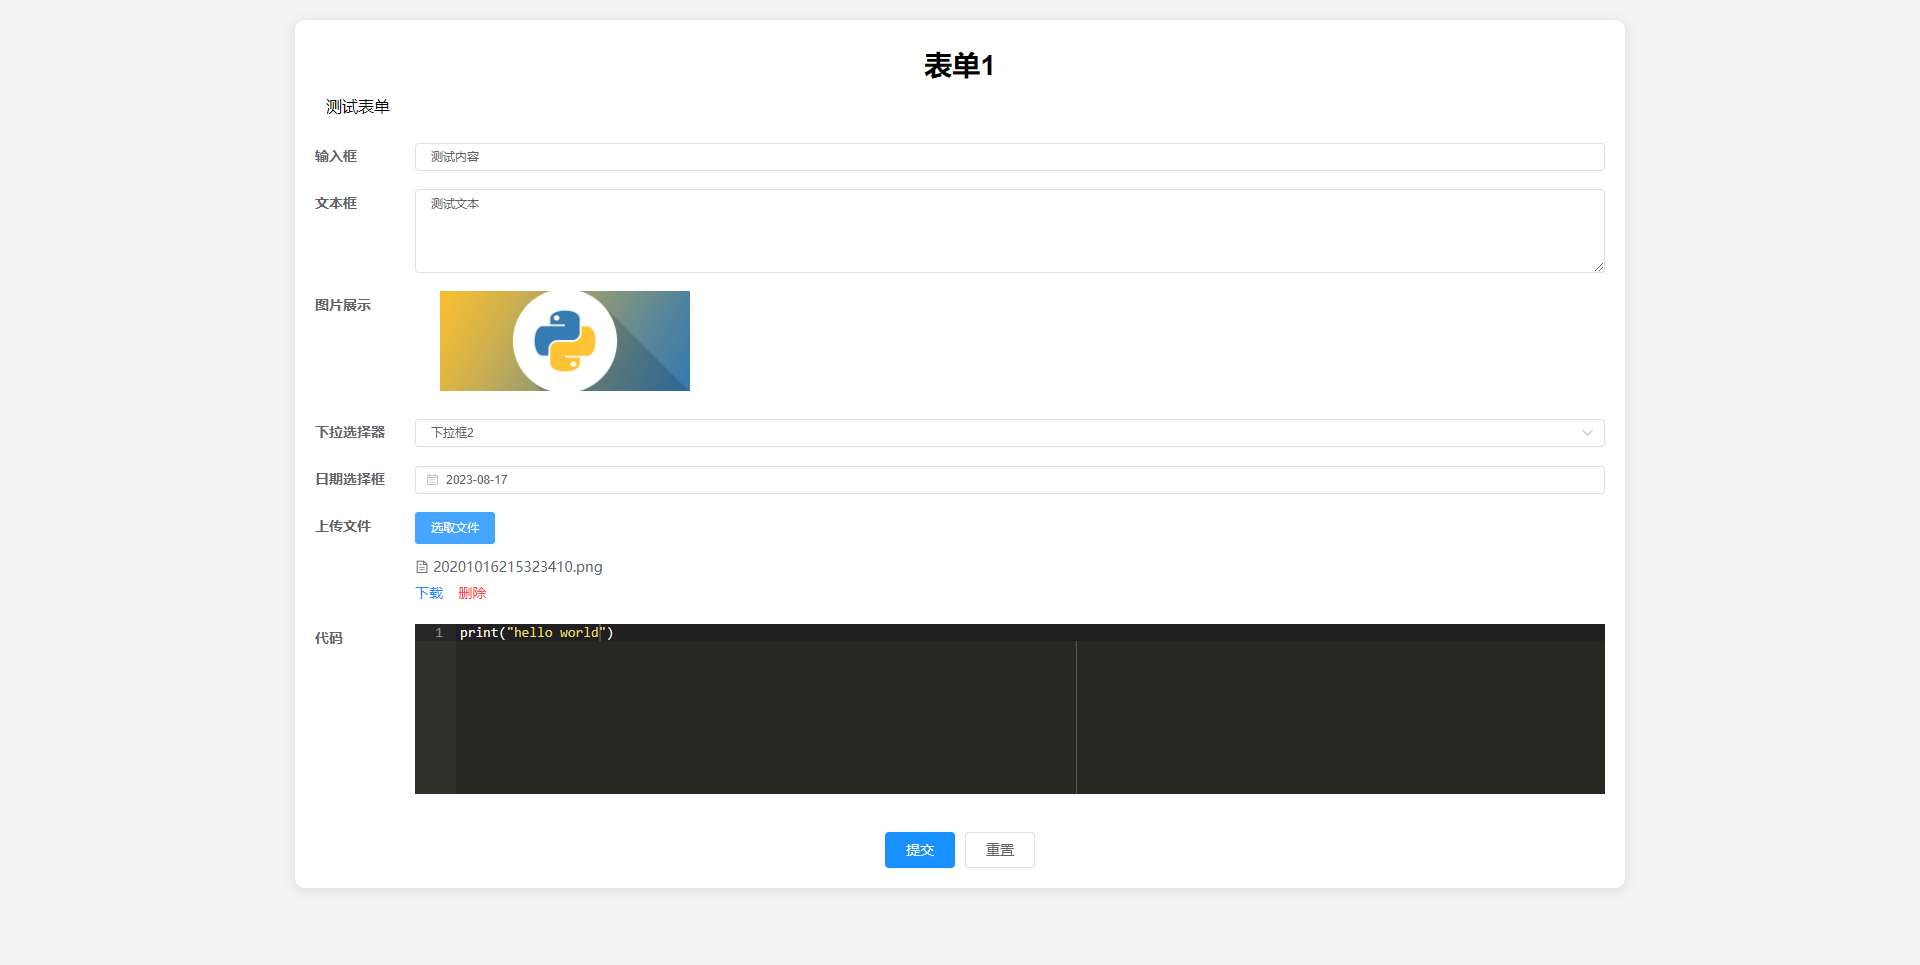 表单1
测试表单
输入框 测试内容
文本框 测试文本
图片展示
下拉选择器 下拉框2
日期选择框 2023-08-17
上传文件 选取文件
20201016215323410.png
下载 删除
代码 1 print("hello world")
提交 重置